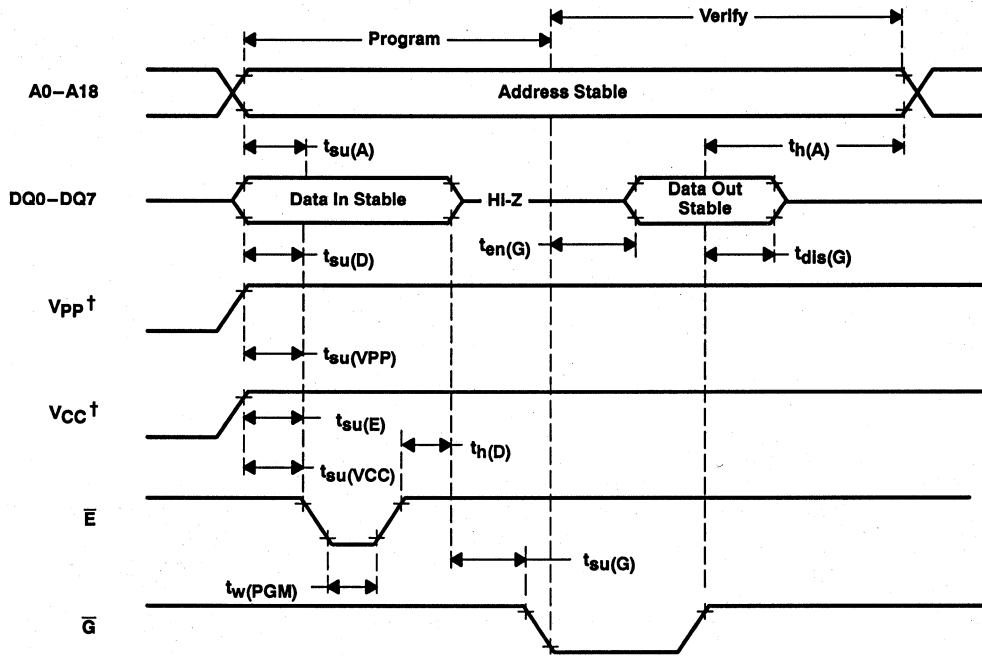 Verify
Program
A0–A18
Address Stable
tsu(A)
th(A)
DQ0–DQ7
Data In Stable
HI-Z
Data Out
Stable
tsu(D)
ten(G)
tdis(G)
VPP†
tsu(VPP)
VCC†
tsu(E)
th(D)
tsu(VCC)
E̅
tsu(G)
tw(PGM)
G̅